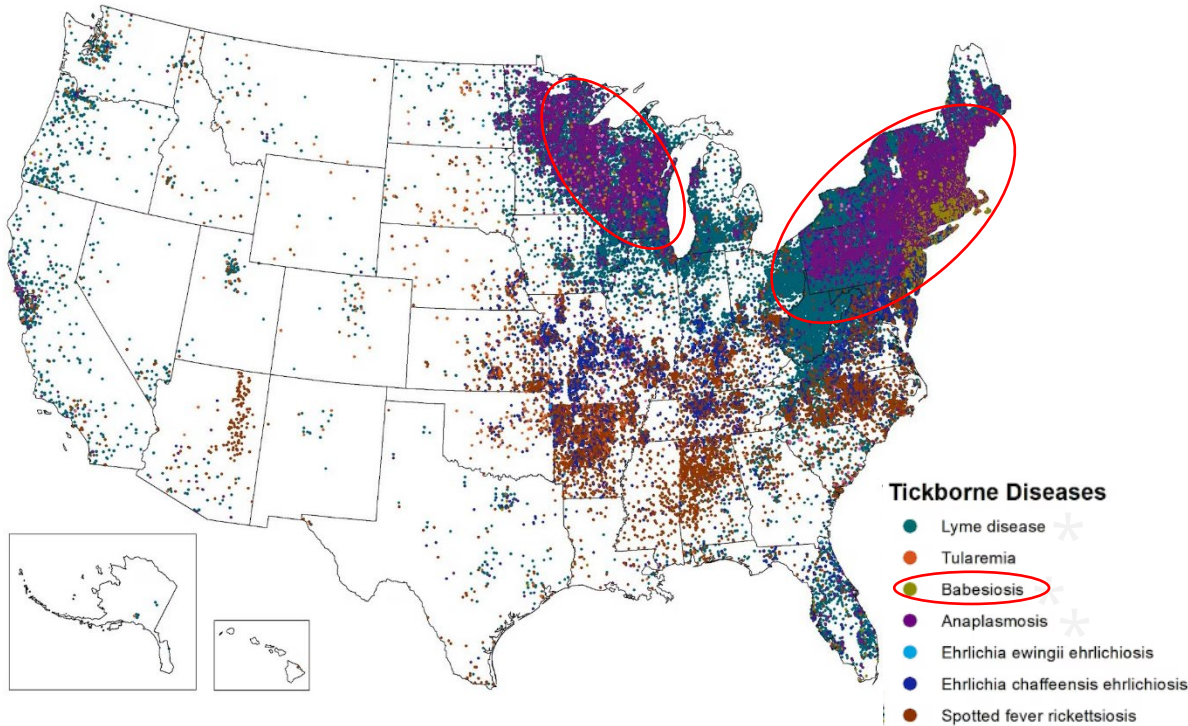 Tickborne Diseases
Lyme disease *
Tularemia
Babesiosis *
Anaplasmosis *
Ehrlichia ewingii ehrlichiosis
Ehrlichia chaffeensis ehrlichiosis
Spotted fever rickettsiosis